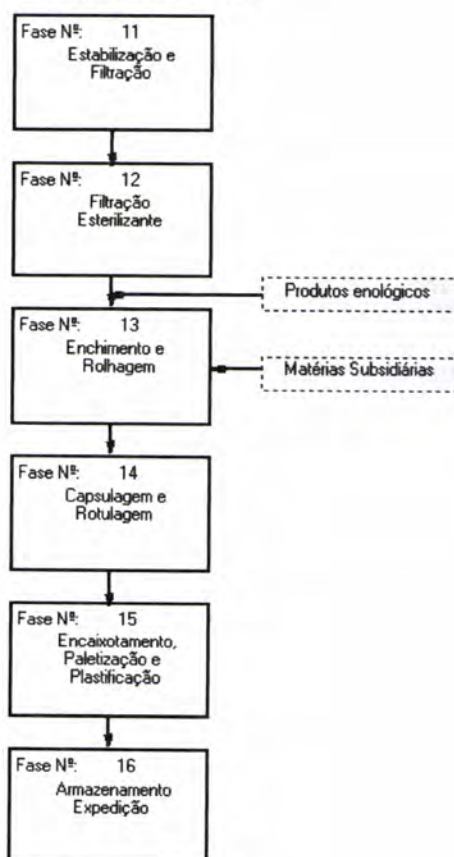 Fase Nº: 11
Estabilização e
Filtração
Fase Nº: 12
Filtração
Esterilizante
Produtos enológicos
Fase Nº: 13
Enchimento e
Rolhagem
Matérias Subsidiárias
Fase Nº: 14
Capsulagem e
Rotulagem
Fase Nº: 15
Encaixotamento,
Paletização e
Plastificação
Fase Nº: 16
Armazenamento
Expedição